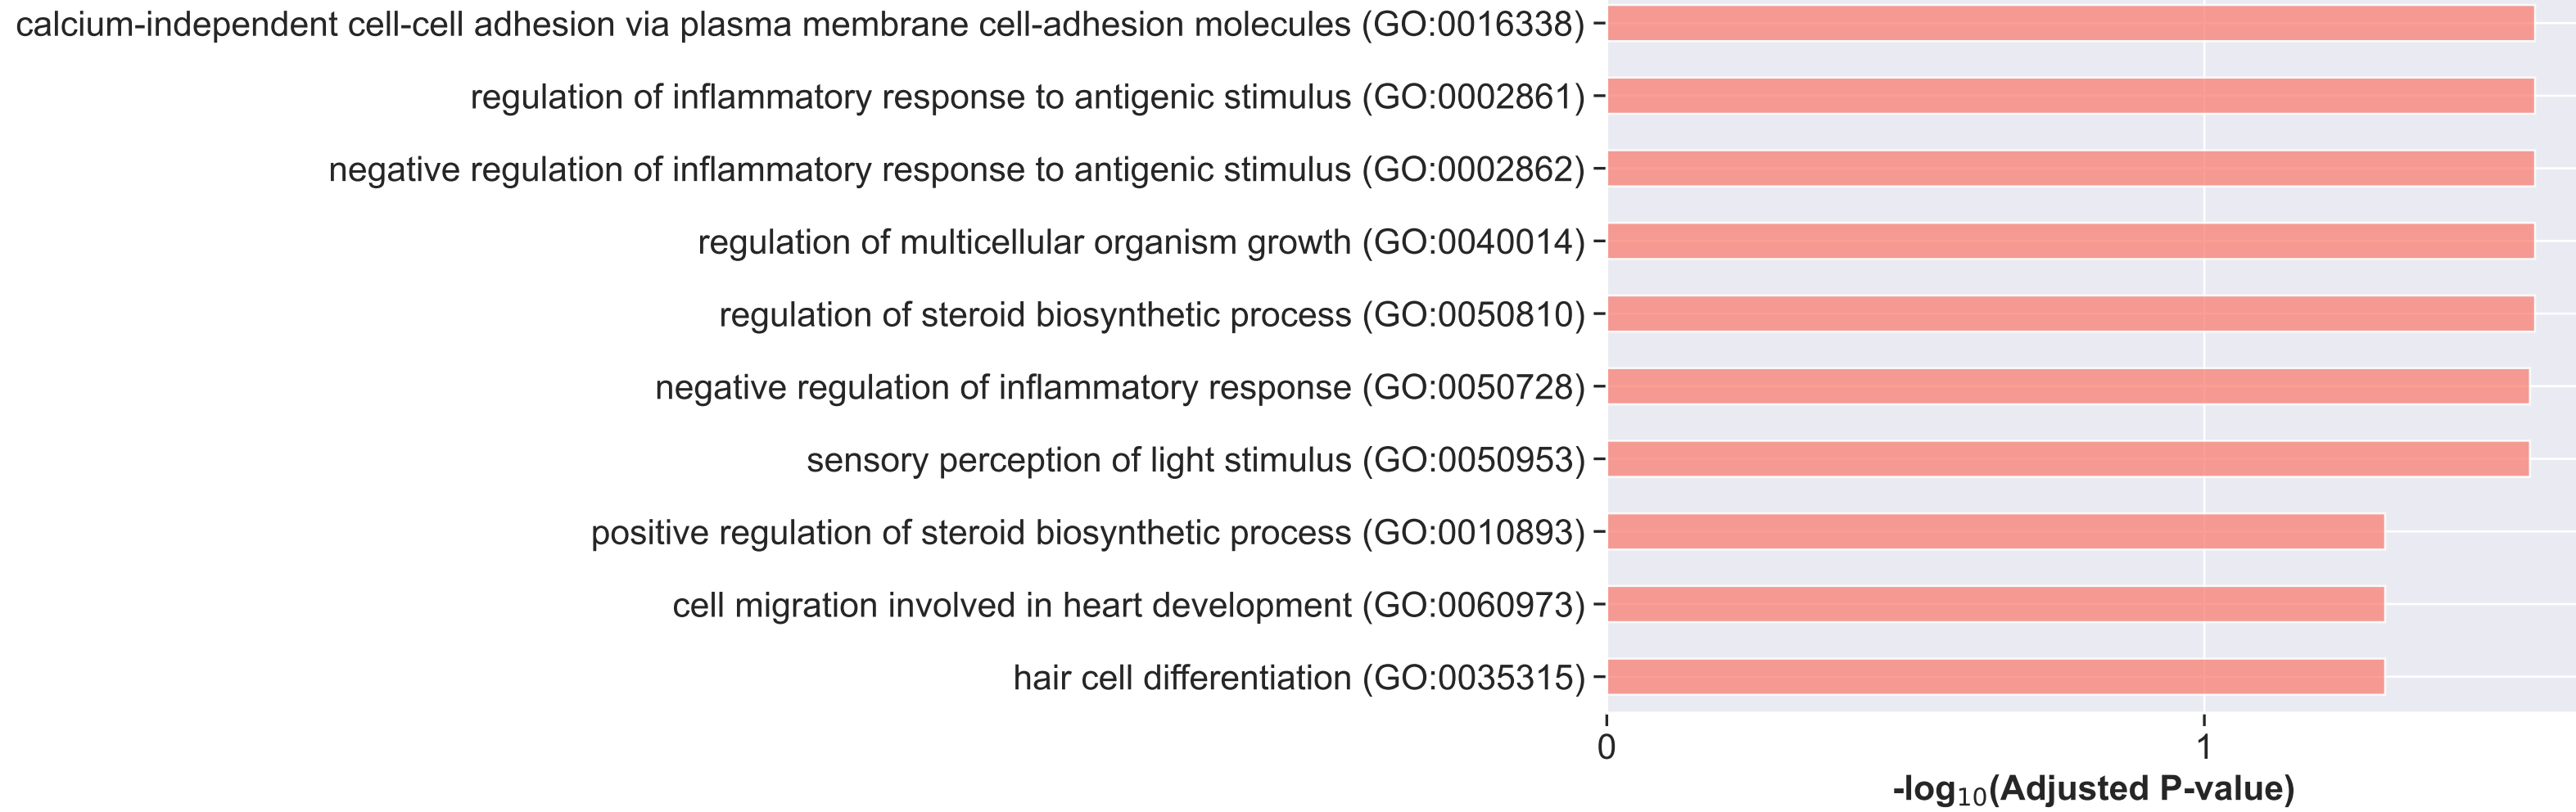 calcium-independent cell-cell adhesion via plasma membrane cell-adhesion molecules (GO:0016338)
regulation of inflammatory response to antigenic stimulus (GO:0002861)
negative regulation of inflammatory response to antigenic stimulus (GO:0002862)
regulation of multicellular organism growth (GO:0040014)
regulation of steroid biosynthetic process (GO:0050810)
negative regulation of inflammatory response (GO:0050728)
sensory perception of light stimulus (GO:0050953)
positive regulation of steroid biosynthetic process (GO:0010893)
cell migration involved in heart development (GO:0060973)
hair cell differentiation (GO:0035315)
0 1
-log₁₀(Adjusted P-value)